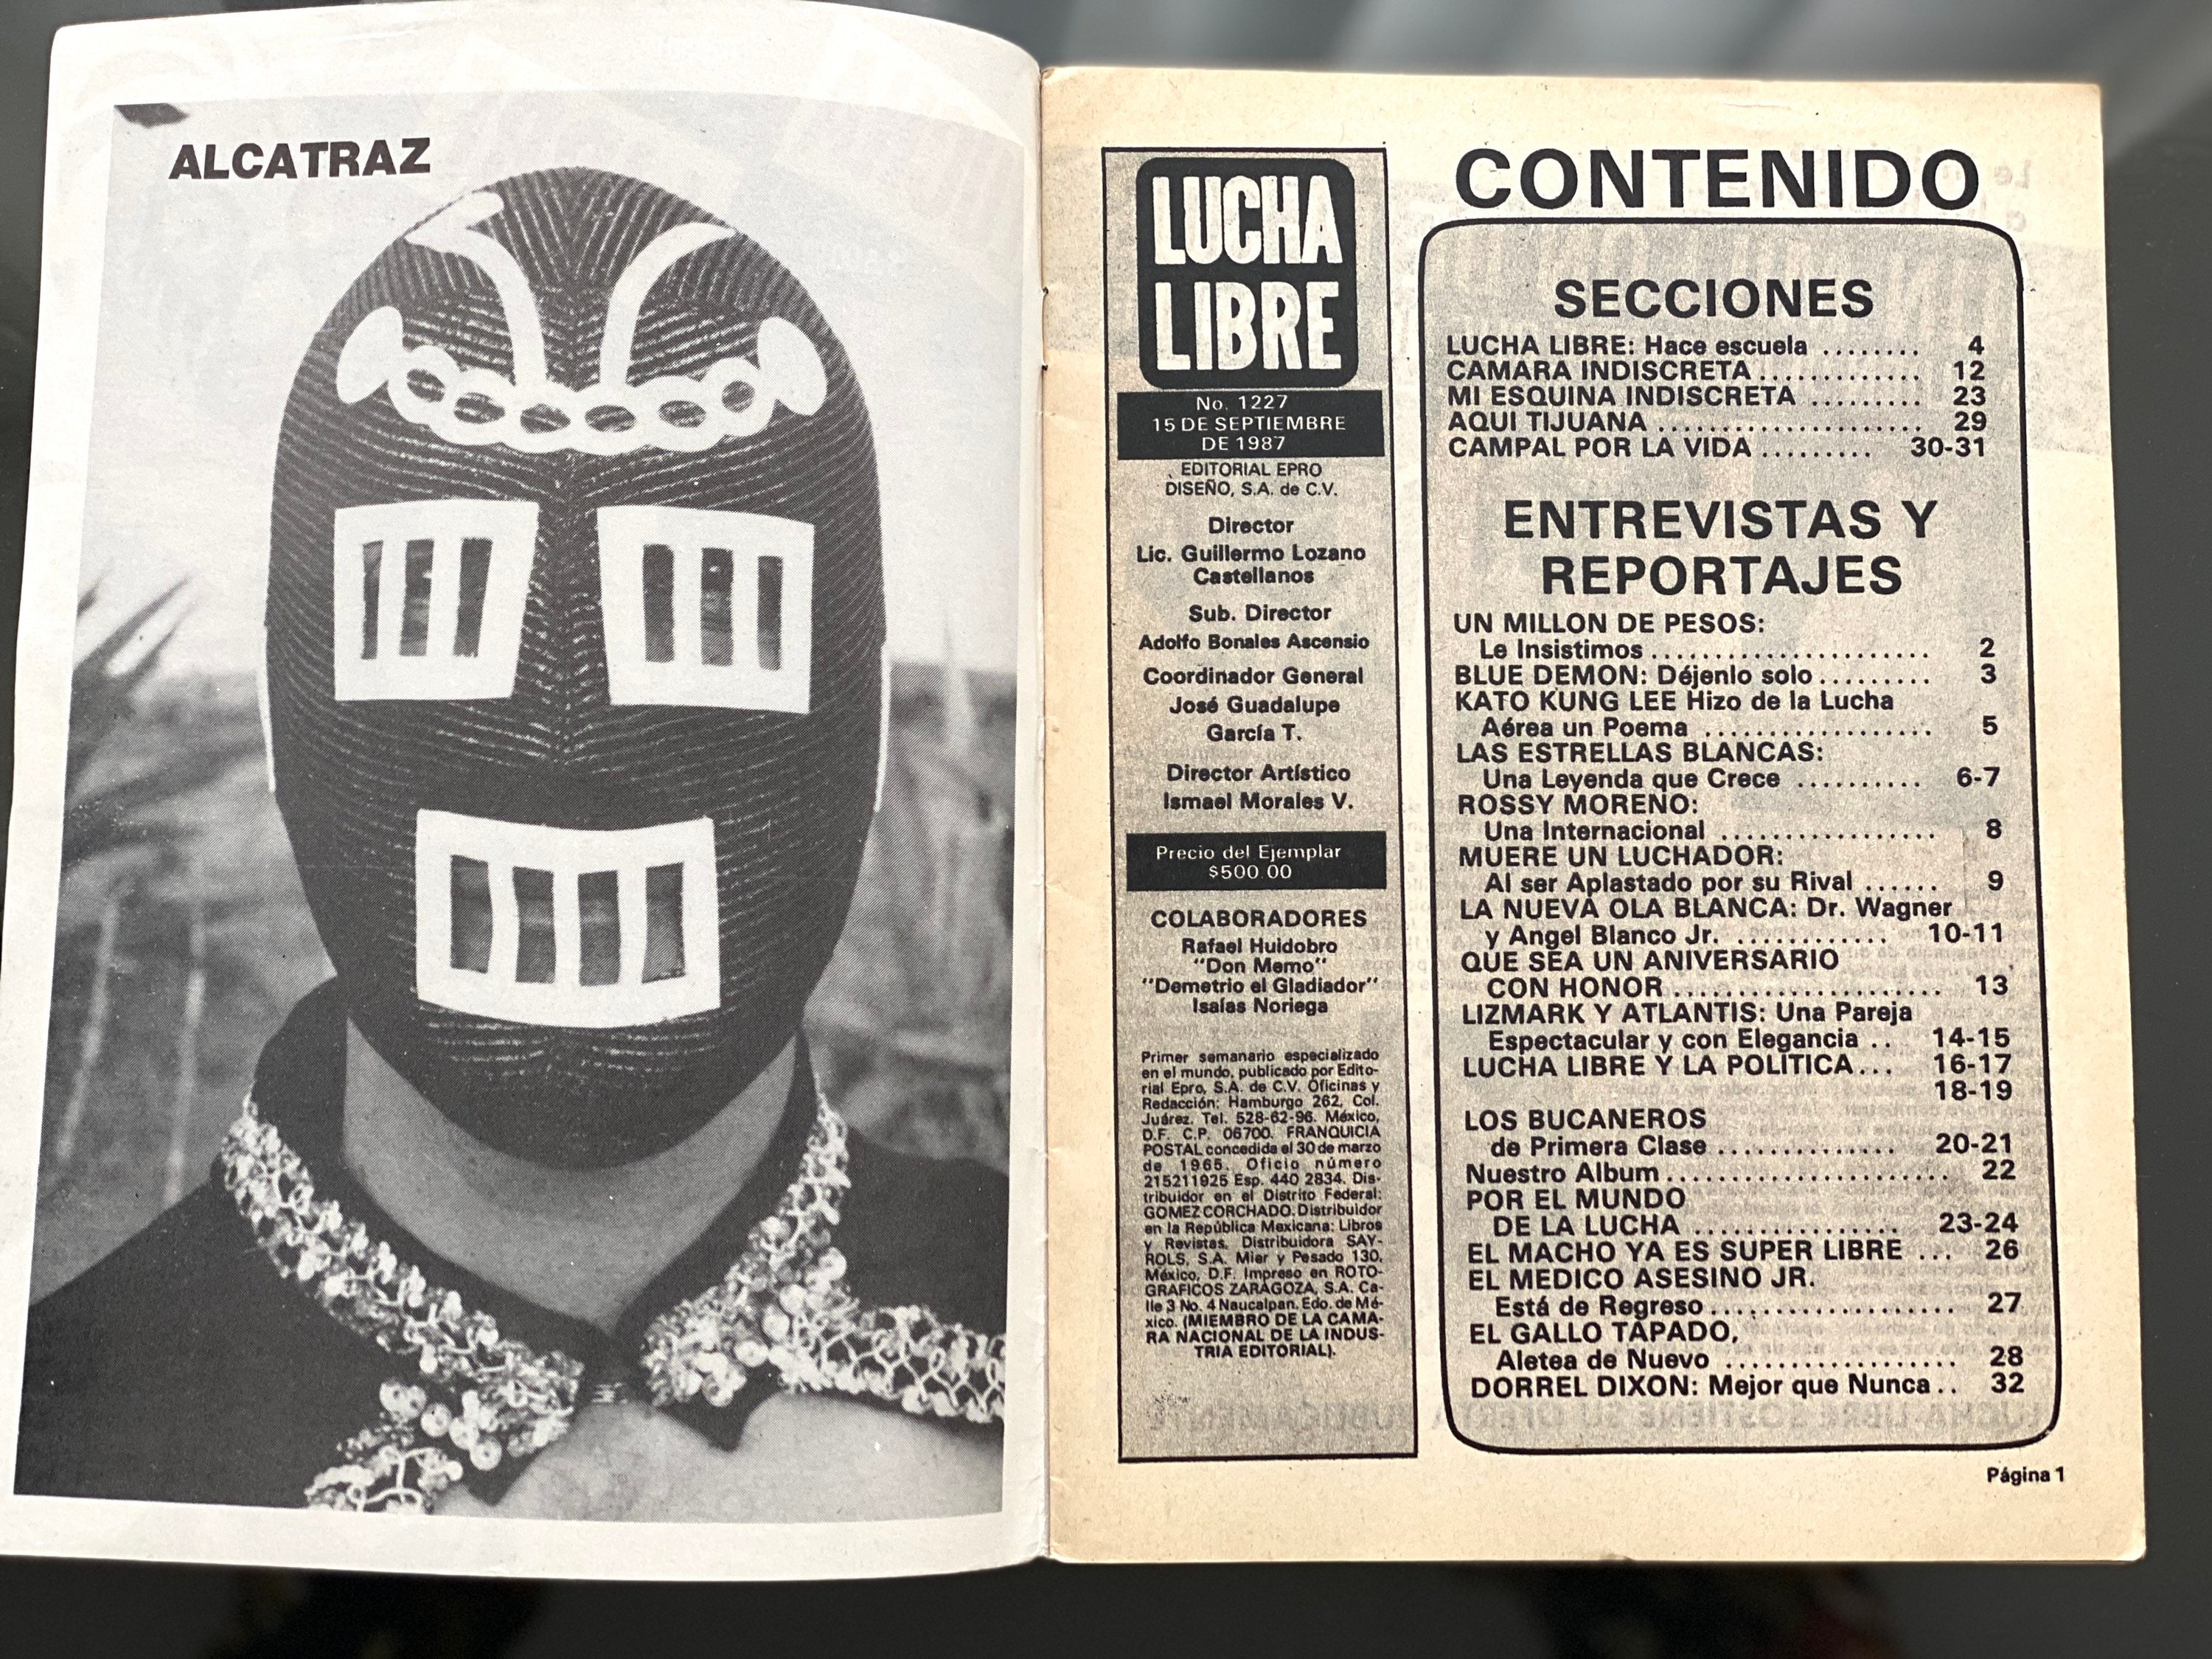 ALCATRAZ
LUCHA
LIBRE
No. 1227
15 DE SEPTIEMBRE
DE 1987
EDITORIAL EPRO
DISEÑO, S.A. de C.V.
Director
Lic. Guillermo Lozano
Castellanos
Sub. Director
Adolfo Bonales Ascensio
Coordinador General
José Guadalupe
García T.
Director Artístico
Ismael Morales V.
Precio del Ejemplar
$500.00
COLABORADORES
Rafael Huidobro
"Don Memo"
"Demetrio el Gladiador"
Isaías Noriega
Primer semanario especializado
en el mundo, publicado por Edito-
rial Epro, S.A. de C.V. Oficinas y
Redacción: Hamburgo 262, Col.
Juárez. Tel. 528-62-96. México,
D.F. C.P. 06700. FRANQUICIA
POSTAL concedida el 30 de marzo
de 1965. Oficio número
215211925 Esp. 440 2834. Dis-
tribuidor en el Distrito Federal:
GOMEZ CORCHADO. Distribuidor
en la República Mexicana: Libros
y Revistas, Distribuidora SAY-
ROLS, S.A. Mier y Pesado 130,
México, D.F. Impreso en ROTO-
GRAFICOS ZARAGOZA, S.A. Ca-
lle 3 No. 4 Naucalpan. Edo. de Mé-
xico. (MIEMBRO DE LA CAMA-
RA NACIONAL DE LA INDUS-
TRIA EDITORIAL).
CONTENIDO
SECCIONES
LUCHA LIBRE: Hace escuela ........ 4
CAMARA INDISCRETA ............. 12
MI ESQUINA INDISCRETA ......... 23
AQUI TIJUANA ..................... 29
CAMPAL POR LA VIDA ......... 30-31
ENTREVISTAS Y
REPORTAJES
UN MILLON DE PESOS:
Le Insistimos ...................... 2
BLUE DEMON: Déjenlo solo ......... 3
KATO KUNG LEE Hizo de la Lucha
Aérea un Poema .................. 5
LAS ESTRELLAS BLANCAS:
Una Leyenda que Crece .......... 6-7
ROSSY MORENO:
Una Internacional ................. 8
MUERE UN LUCHADOR:
Al ser Aplastado por su Rival ...... 9
LA NUEVA OLA BLANCA: Dr. Wagner
y Angel Blanco Jr. ............ 10-11
QUE SEA UN ANIVERSARIO
CON HONOR ..................... 13
LIZMARK Y ATLANTIS: Una Pareja
Espectacular y con Elegancia .. 14-15
LUCHA LIBRE Y LA POLITICA... 16-17
18-19
LOS BUCANEROS
de Primera Clase .............. 20-21
Nuestro Album ...................... 22
POR EL MUNDO
DE LA LUCHA ................ 23-24
EL MACHO YA ES SUPER LIBRE ... 26
EL MEDICO ASESINO JR.
Está de Regreso ................... 27
EL GALLO TAPADO,
Aletea de Nuevo .................. 28
DORREL DIXON: Mejor que Nunca .. 32
Página 1